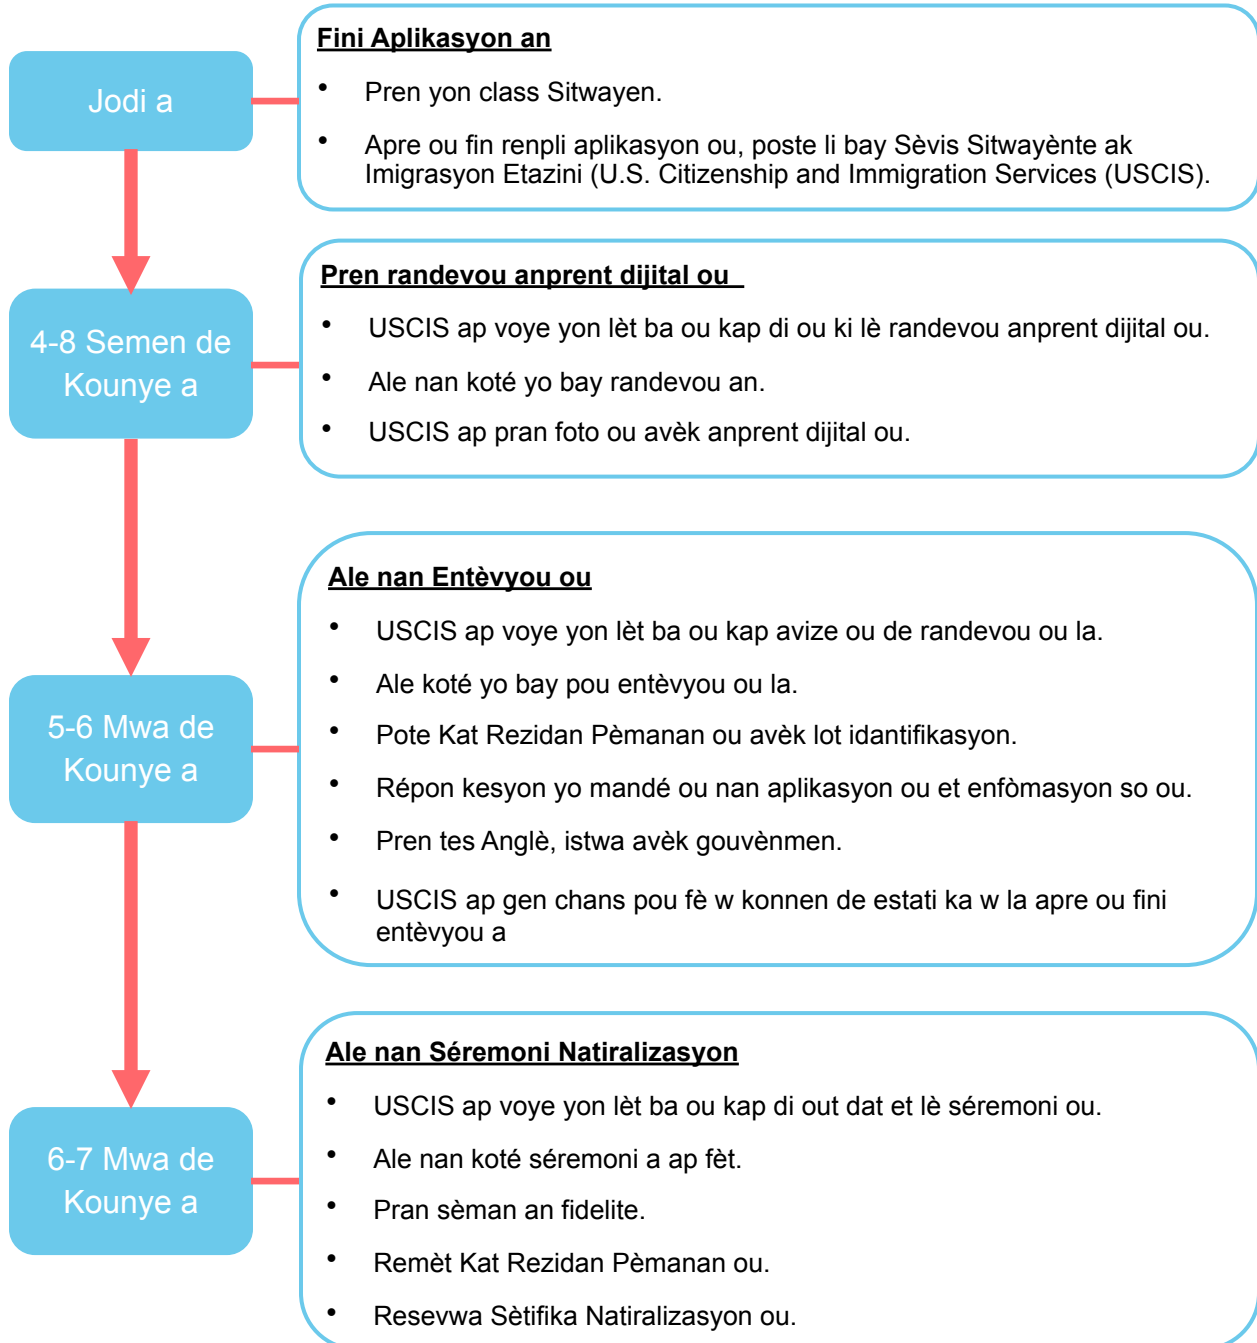 Jodi a
Fini Aplikasyon an
• Pren yon class Sitwayen.
• Apre ou fin renpli aplikasyon ou, poste li bay Sèvis Sitwayènte ak
Imigrasyon Etazini (U.S. Citizenship and Immigration Services (USCIS).
4-8 Semen de
Kounye a
Pren randevou anprent dijital ou
• USCIS ap voye yon lèt ba ou kap di ou ki lè randevou anprent dijital ou.
• Ale nan koté yo bay randevou an.
• USCIS ap pran foto ou avèk anprent dijital ou.
5-6 Mwa de
Kounye a
Ale nan Entèvyou ou
• USCIS ap voye yon lèt ba ou kap avize ou de randevou ou la.
• Ale koté yo bay pou entèvyou ou la.
• Pote Kat Rezidan Pèmanan ou avèk lot idantifikasyon.
• Répon kesyon yo mandé ou nan aplikasyon ou et enfòmasyon so ou.
• Pren tes Anglè, istwa avèk gouvènmen.
• USCIS ap gen chans pou fè w konnen de estati ka w la apre ou fini
entèvyou a
6-7 Mwa de
Kounye a
Ale nan Séremoni Natiralizasyon
• USCIS ap voye yon lèt ba ou kap di out dat et lè séremoni ou.
• Ale nan koté séremoni a ap fèt.
• Pran sèman an fidelite.
• Remèt Kat Rezidan Pèmanan ou.
• Resevwa Sètifika Natiralizasyon ou.